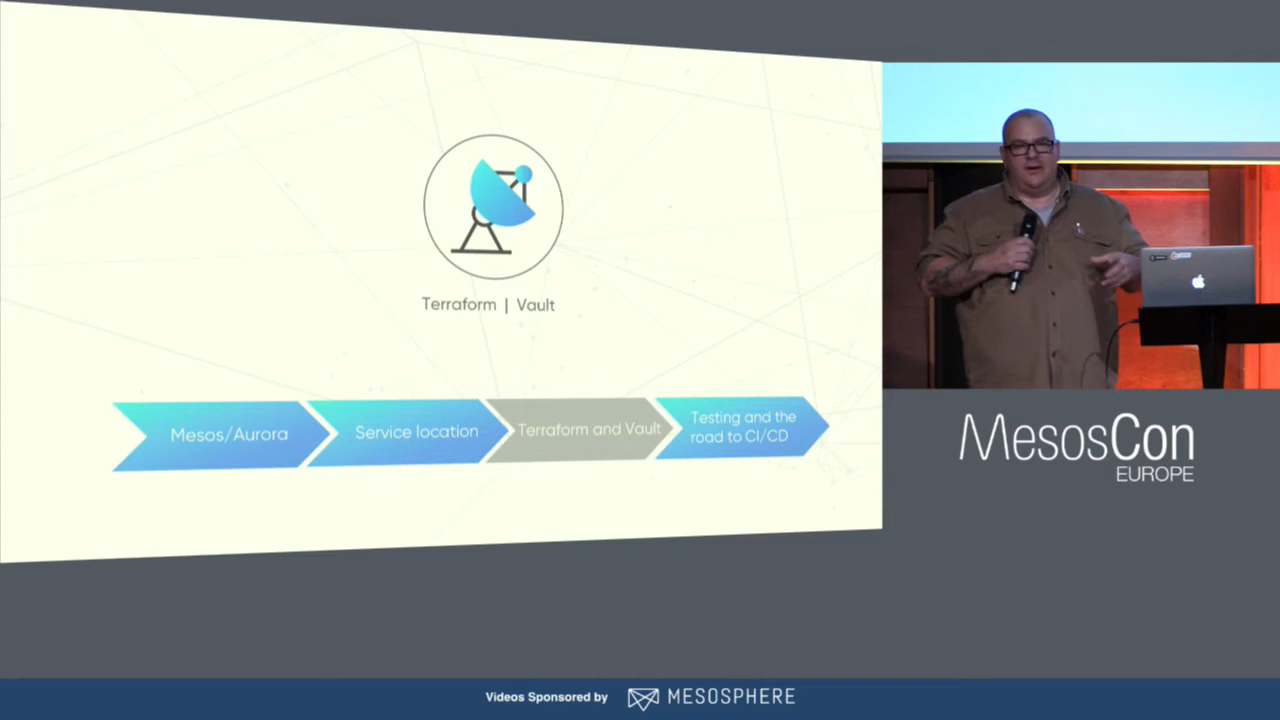 Terraform | Vault
Mesos/Aurora
Service location
Terraform and Vault
Testing and the
road to CI/CD
MesosCon
EUROPE
Videos Sponsored by MESOSPHERE